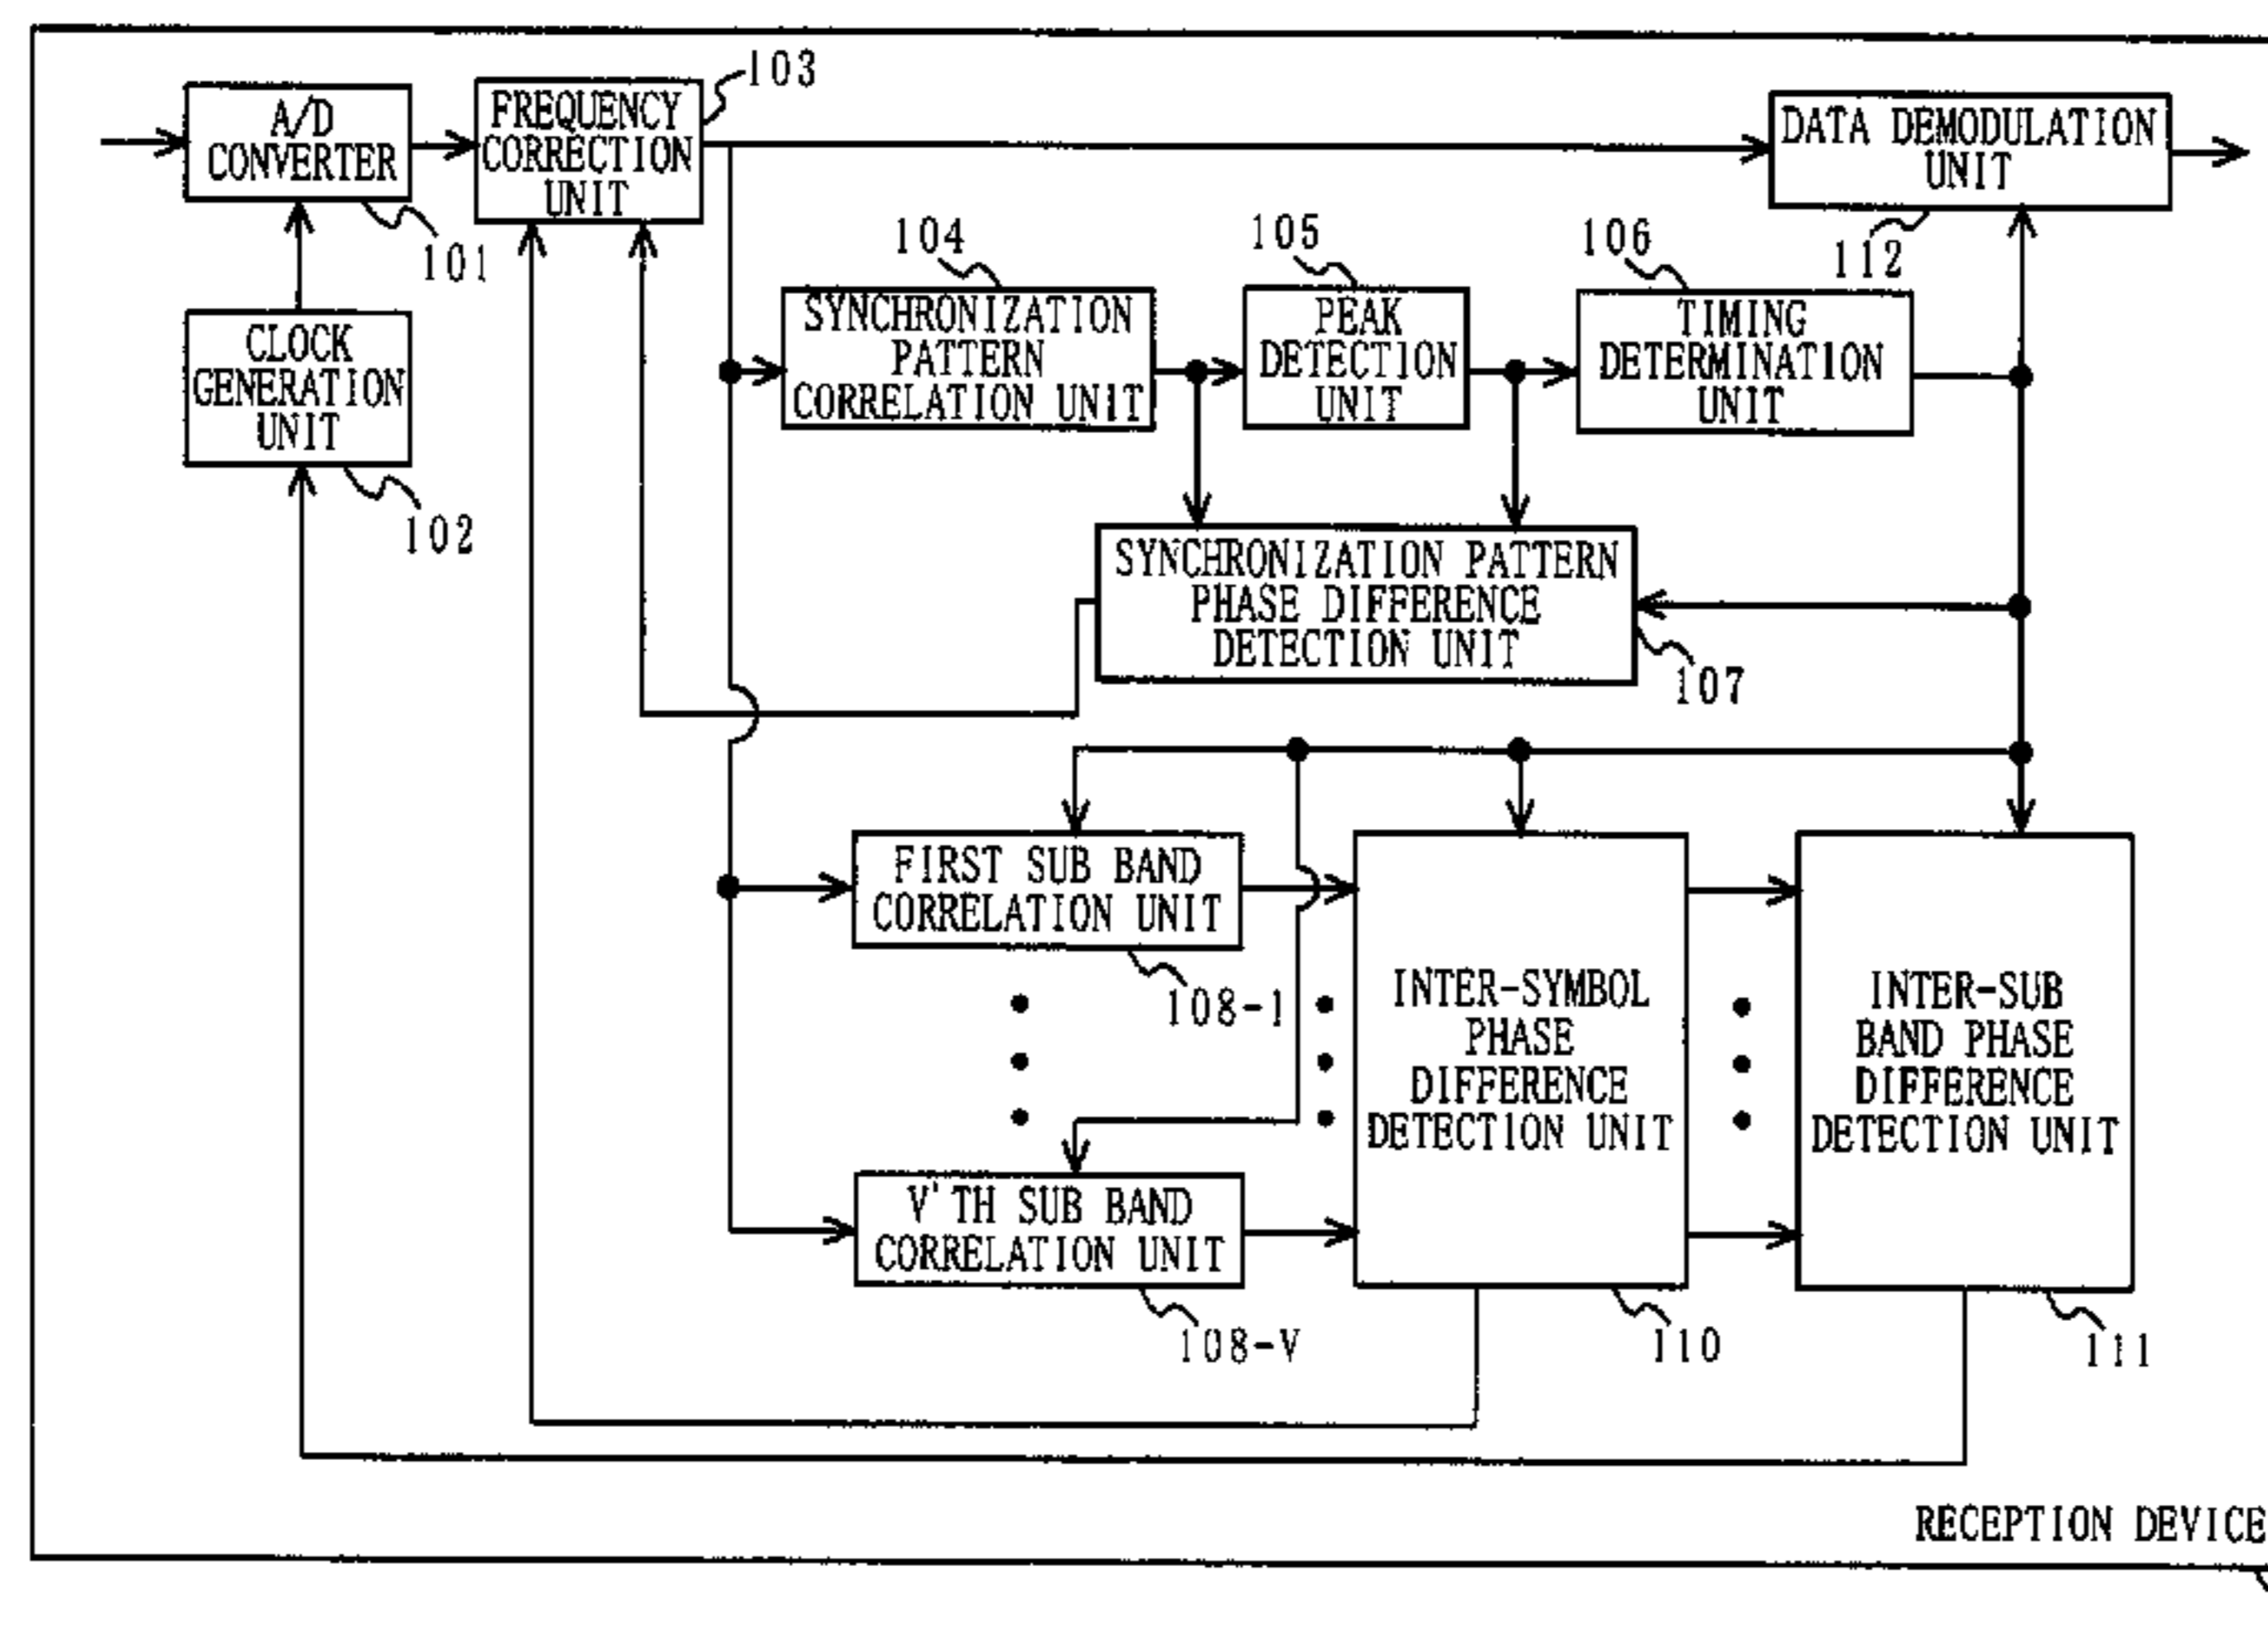 103
A/D
CONVERTER
FREQUENCY
CORRECTION
UNIT
DATA DEMODULATION
UNIT
101
104
105
106
112
CLOCK
GENERATION
UNIT
SYNCHRONIZATION
PATTERN
CORRELATION UNIT
PEAK
DETECTION
UNIT
TIMING
DETERMINATION
UNIT
102
SYNCHRONIZATION PATTERN
PHASE DIFFERENCE
DETECTION UNIT
107
FIRST SUB BAND
CORRELATION UNIT
108-1
INTER-SYMBOL
PHASE
DIFFERENCE
DETECTION UNIT
INTER-SUB
BAND PHASE
DIFFERENCE
DETECTION UNIT
V'TH SUB BAND
CORRELATION UNIT
108-V
110
111
RECEPTION DEVICE